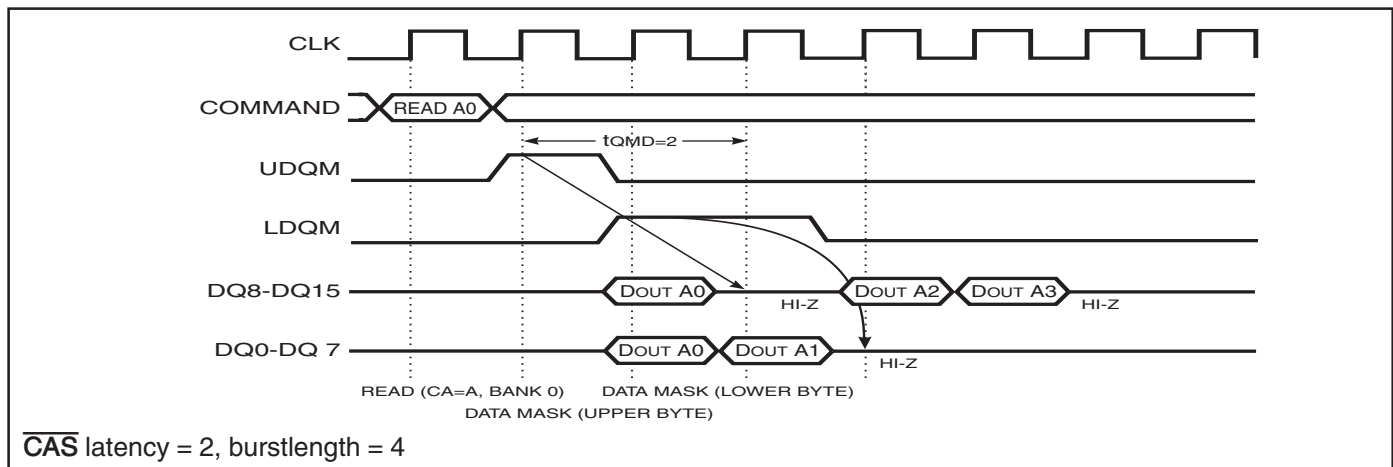 CLK
COMMAND
READ A0
tQMD=2
UDQM
LDQM
DQ8-DQ15
DOUT A0
HI-Z
DOUT A2
DOUT A3
HI-Z
DQ0-DQ 7
DOUT A0
DOUT A1
HI-Z
READ (CA=A, BANK 0)
DATA MASK (LOWER BYTE)
DATA MASK (UPPER BYTE)
C̅A̅S̅ latency = 2, burstlength = 4